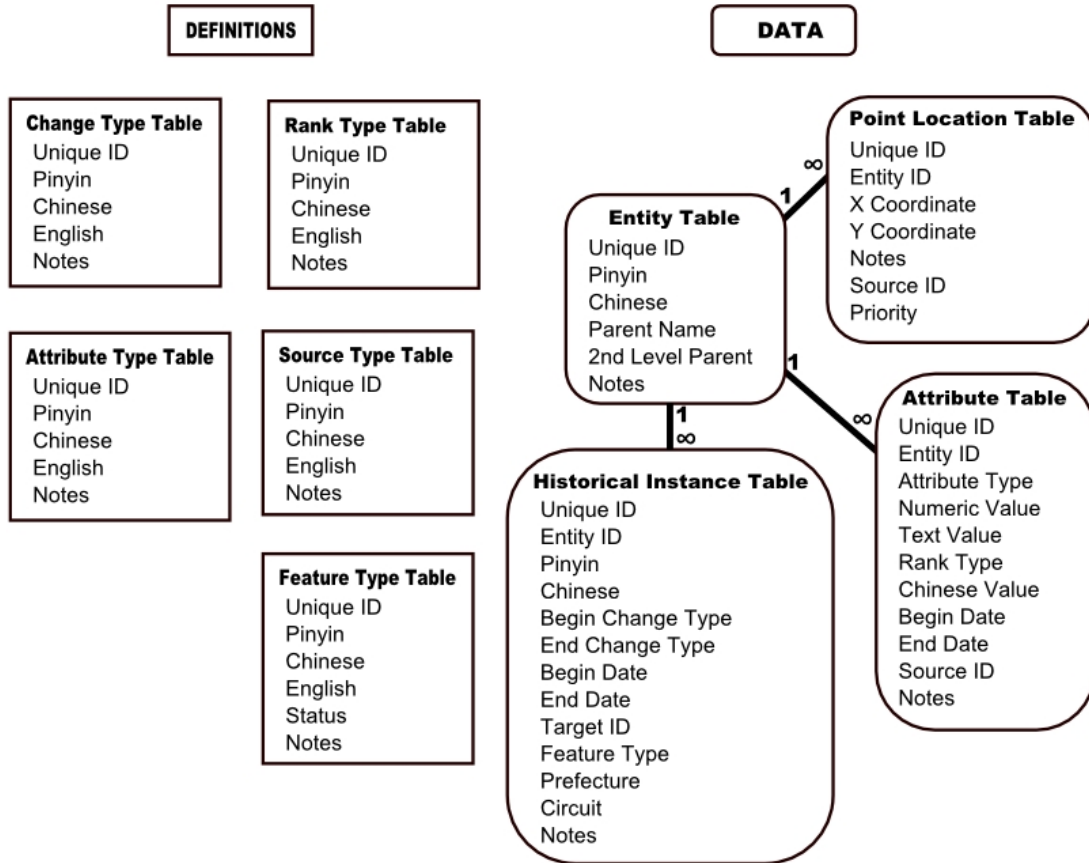 DEFINITIONS
Change Type Table
Unique ID
Pinyin
Chinese
English
Notes
Rank Type Table
Unique ID
Pinyin
Chinese
English
Notes
Attribute Type Table
Unique ID
Pinyin
Chinese
English
Notes
Source Type Table
Unique ID
Pinyin
Chinese
English
Notes
Feature Type Table
Unique ID
Pinyin
Chinese
English
Status
Notes
DATA
Entity Table
Unique ID
Pinyin
Chinese
Parent Name
2nd Level Parent
Notes
1
∞
Point Location Table
Unique ID
Entity ID
X Coordinate
Y Coordinate
Notes
Source ID
Priority
1
∞
Attribute Table
Unique ID
Entity ID
Attribute Type
Numeric Value
Text Value
Rank Type
Chinese Value
Begin Date
End Date
Source ID
Notes
1
∞
Historical Instance Table
Unique ID
Entity ID
Pinyin
Chinese
Begin Change Type
End Change Type
Begin Date
End Date
Target ID
Feature Type
Prefecture
Circuit
Notes